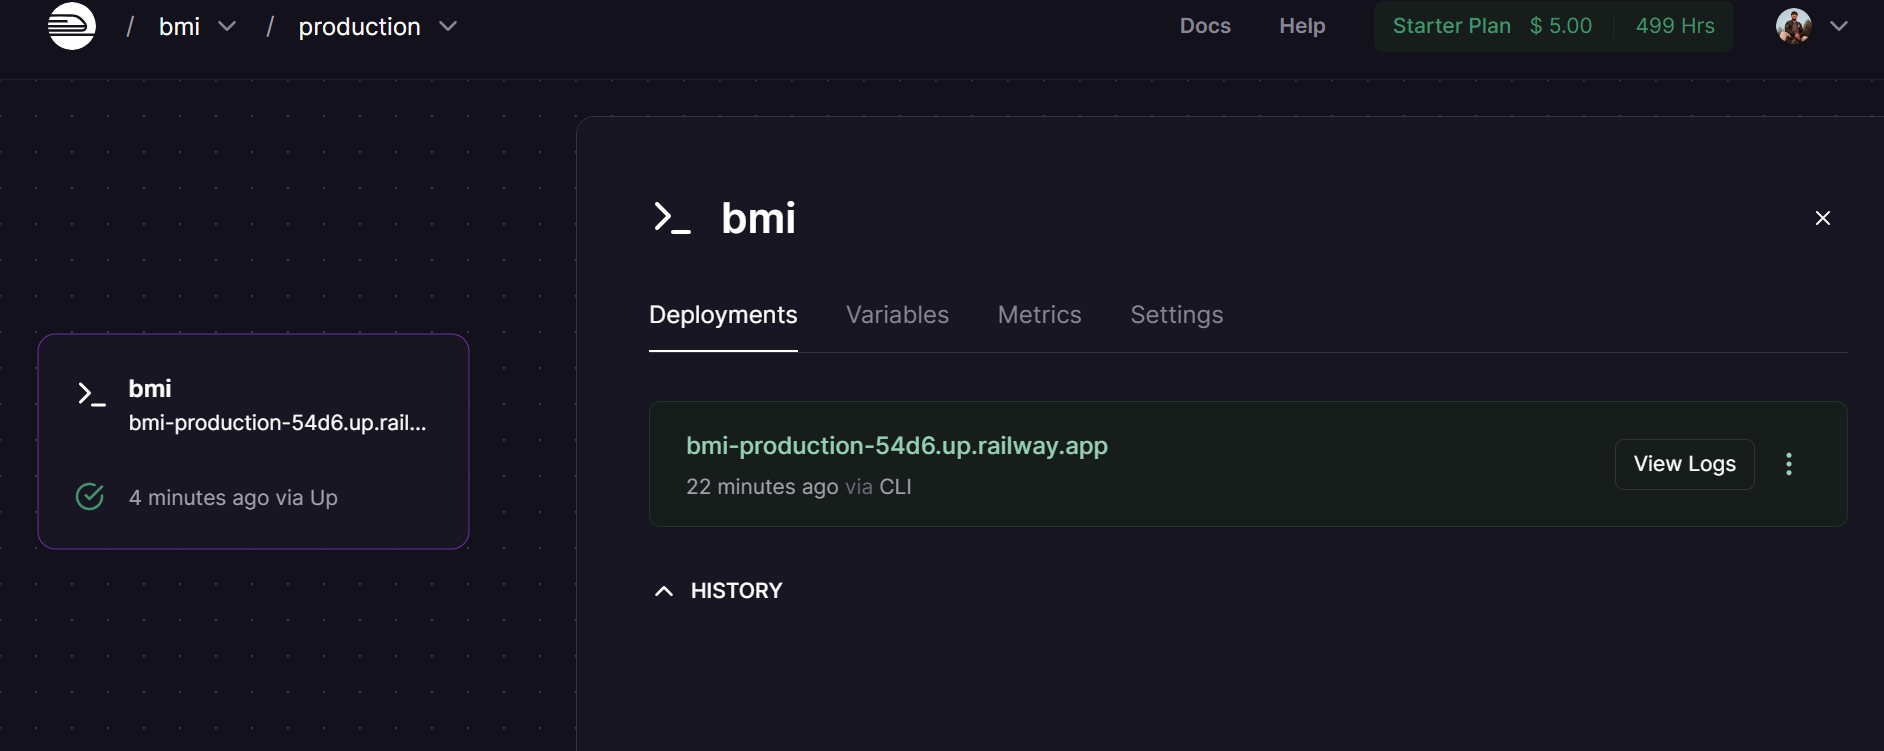 / bmi / production
Docs Help Starter Plan $ 5.00 499 Hrs
bmi
bmi-production-54d6.up.rail...
4 minutes ago via Up
bmi
Deployments Variables Metrics Settings
bmi-production-54d6.up.railway.app
22 minutes ago via CLI
View Logs
HISTORY